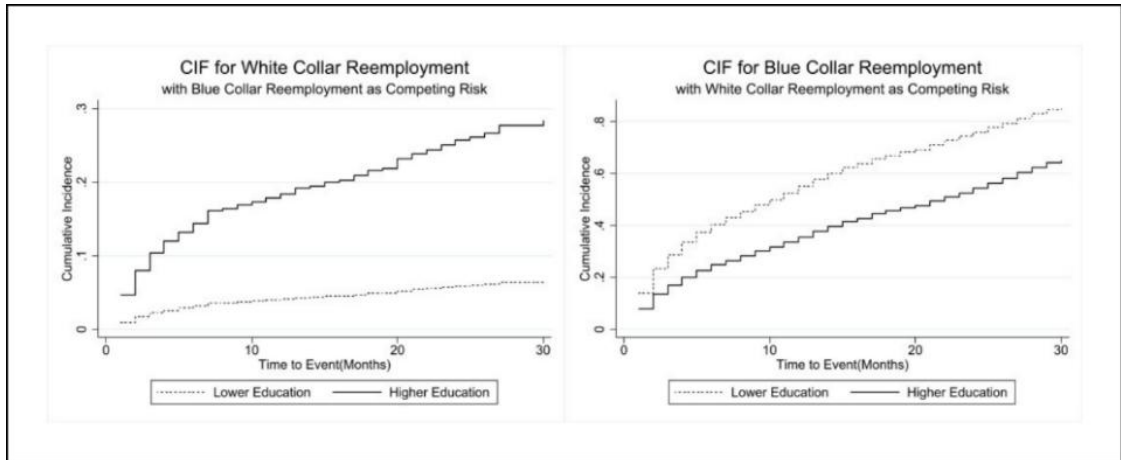 CIF for White Collar Reemployment
with Blue Collar Reemployment as Competing Risk
.3
.2
.1
0
Cumulative Incidence
0 10 20 30
Time to Event(Months)
Lower Education Higher Education
CIF for Blue Collar Reemployment
with White Collar Reemployment as Competing Risk
.8
.6
.4
.2
0
Cumulative Incidence
0 10 20 30
Time to Event(Months)
Lower Education Higher Education